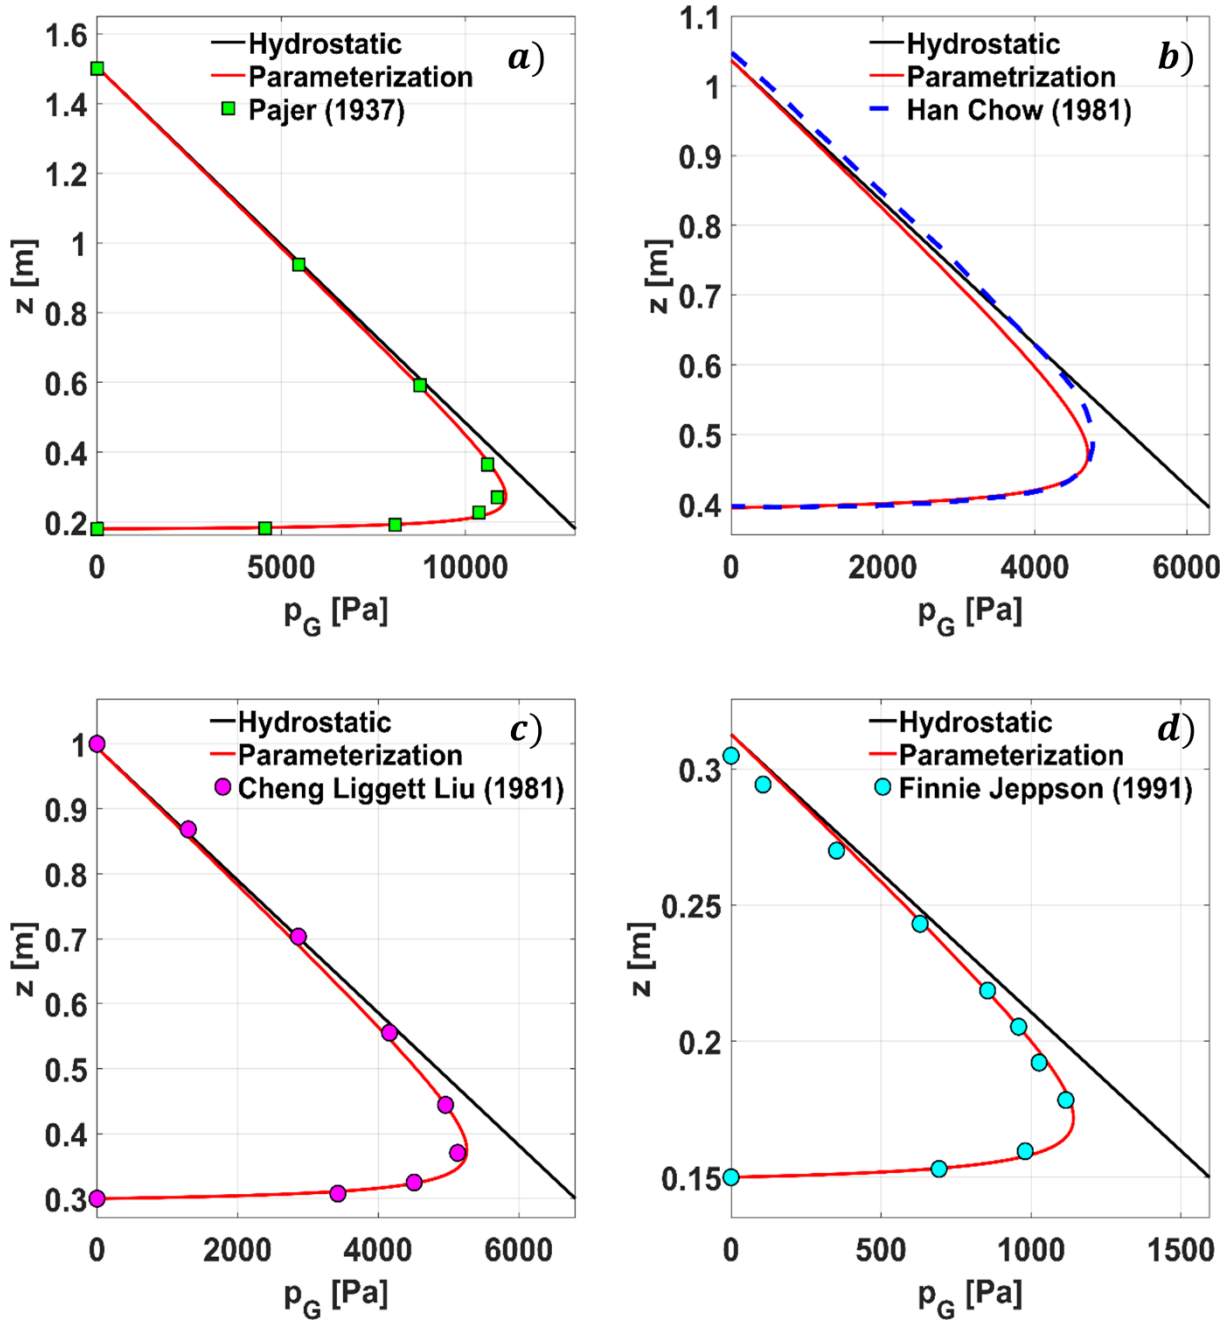 Hydrostatic
Parameterization
Pajer (1937)
a)
1.6
1.4
1.2
1
0.8
0.6
0.4
0.2
z [m]
0 5000 10000
p_G [Pa]
Hydrostatic
Parametrization
Han Chow (1981)
b)
1.1
1
0.9
0.8
0.7
0.6
0.5
0.4
z [m]
0 2000 4000 6000
p_G [Pa]
Hydrostatic
Parameterization
Cheng Liggett Liu (1981)
c)
1
0.9
0.8
0.7
0.6
0.5
0.4
0.3
z [m]
0 2000 4000 6000
p_G [Pa]
Hydrostatic
Parameterization
Finnie Jeppson (1991)
d)
0.3
0.25
0.2
0.15
z [m]
0 500 1000 1500
p_G [Pa]